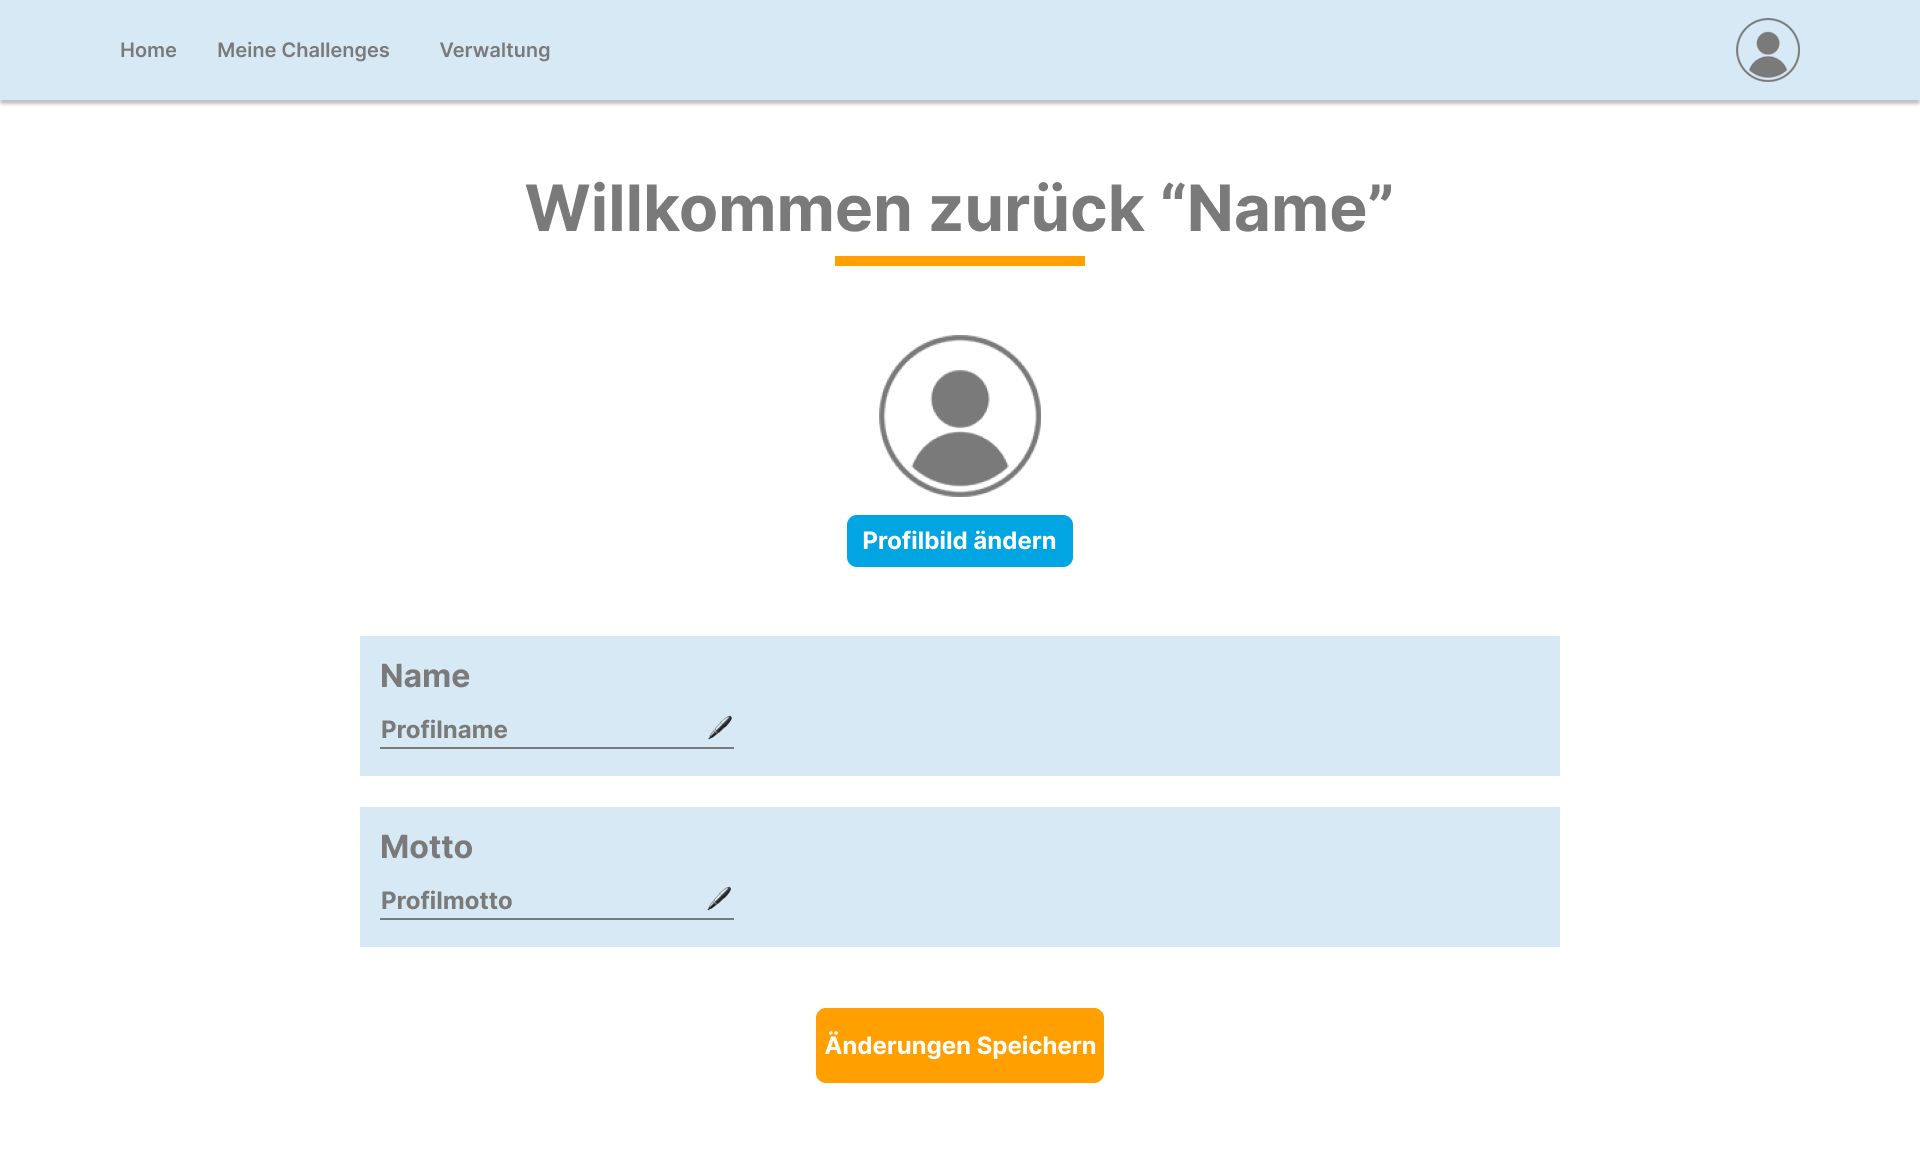 Home Meine Challenges Verwaltung
Willkommen zurück “Name”
Profilbild ändern
Name
Profilname
Motto
Profilmotto
Änderungen Speichern